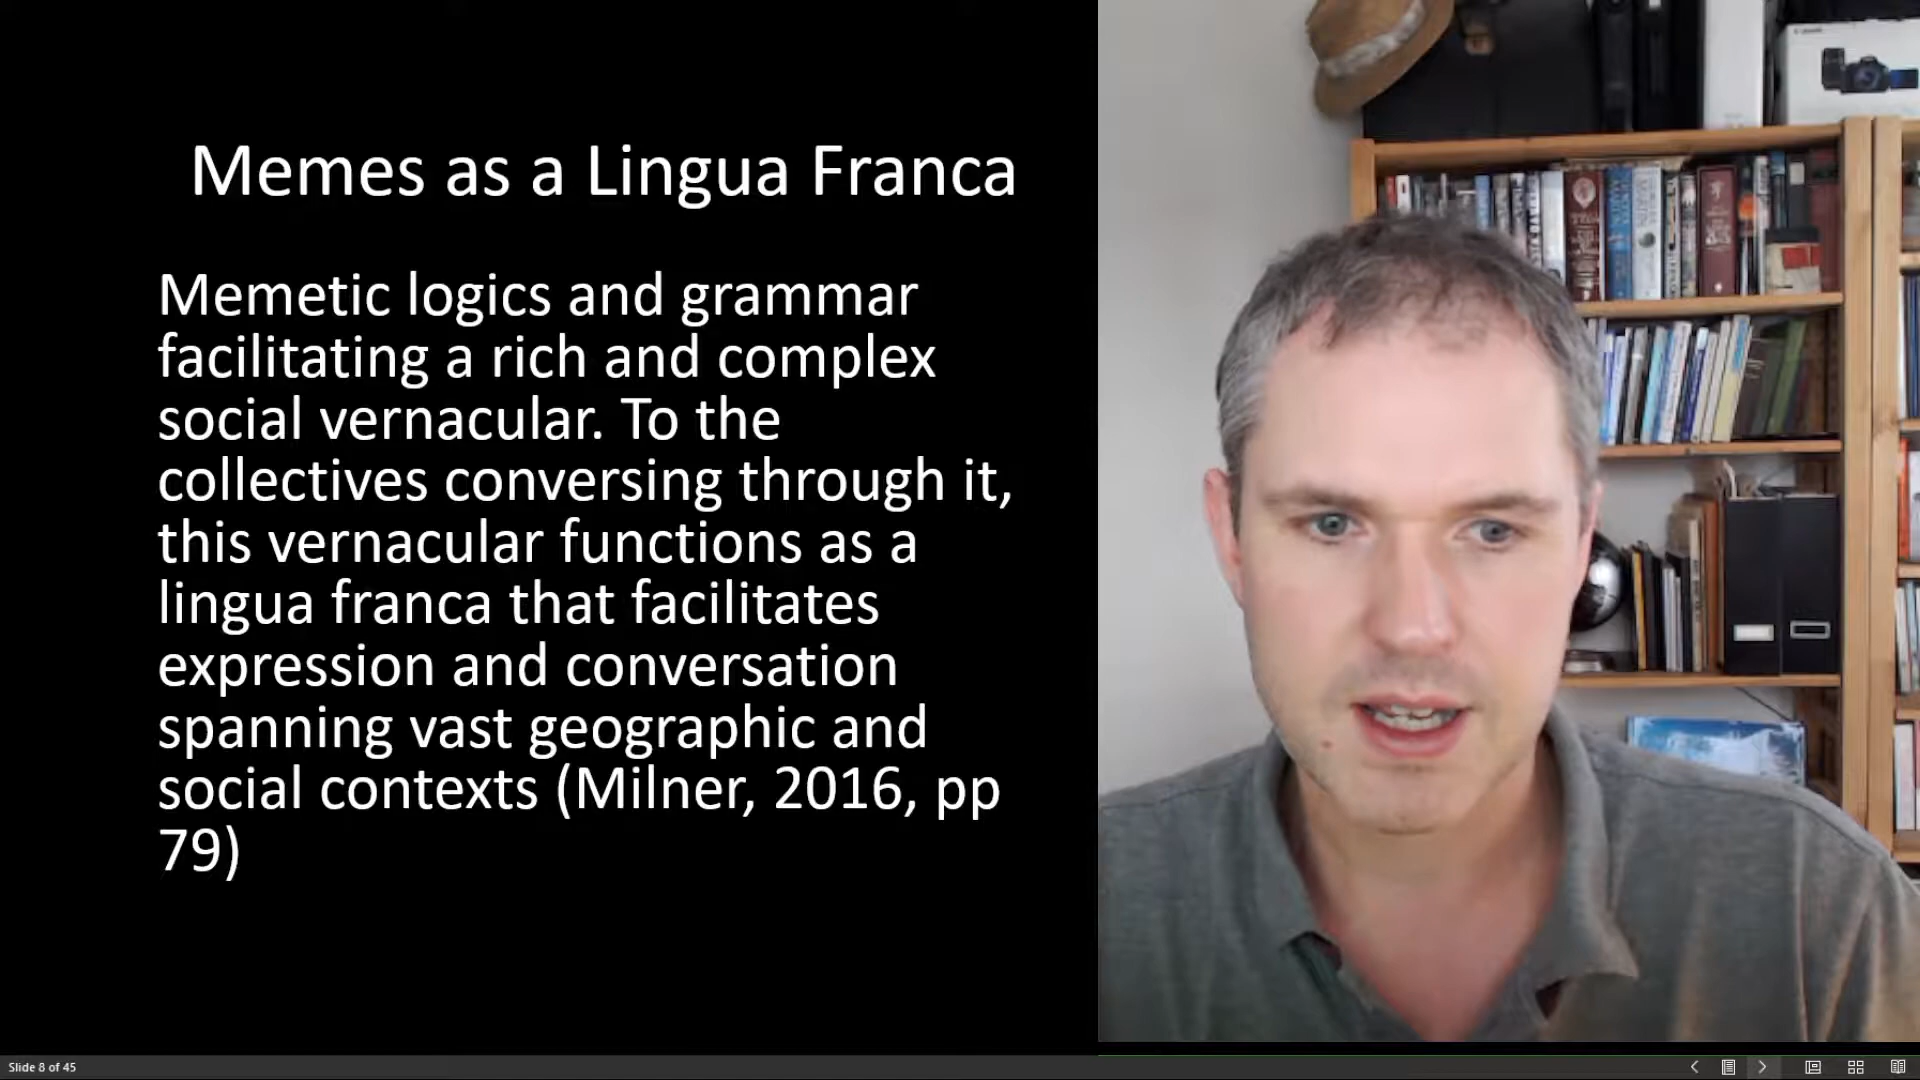 Memes as a Lingua Franca
Memetic logics and grammar
facilitating a rich and complex
social vernacular. To the
collectives conversing through it,
this vernacular functions as a
lingua franca that facilitates
expression and conversation
spanning vast geographic and
social contexts (Milner, 2016, pp
79)
Slide 8 of 45